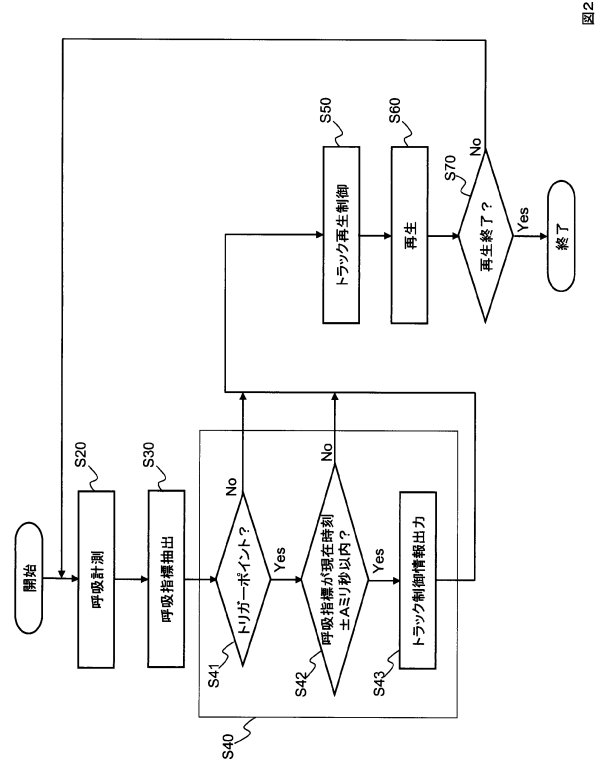 図2
開始
呼吸計測
S20
呼吸指標抽出
S30
S40
トリガーポイント?
S41
No
Yes
呼吸指標が現在時刻
±Aミリ秒以内?
S42
No
Yes
トラック制御情報出力
S43
トラック再生制御
S50
再生
S60
再生終了?
S70
No
Yes
終了